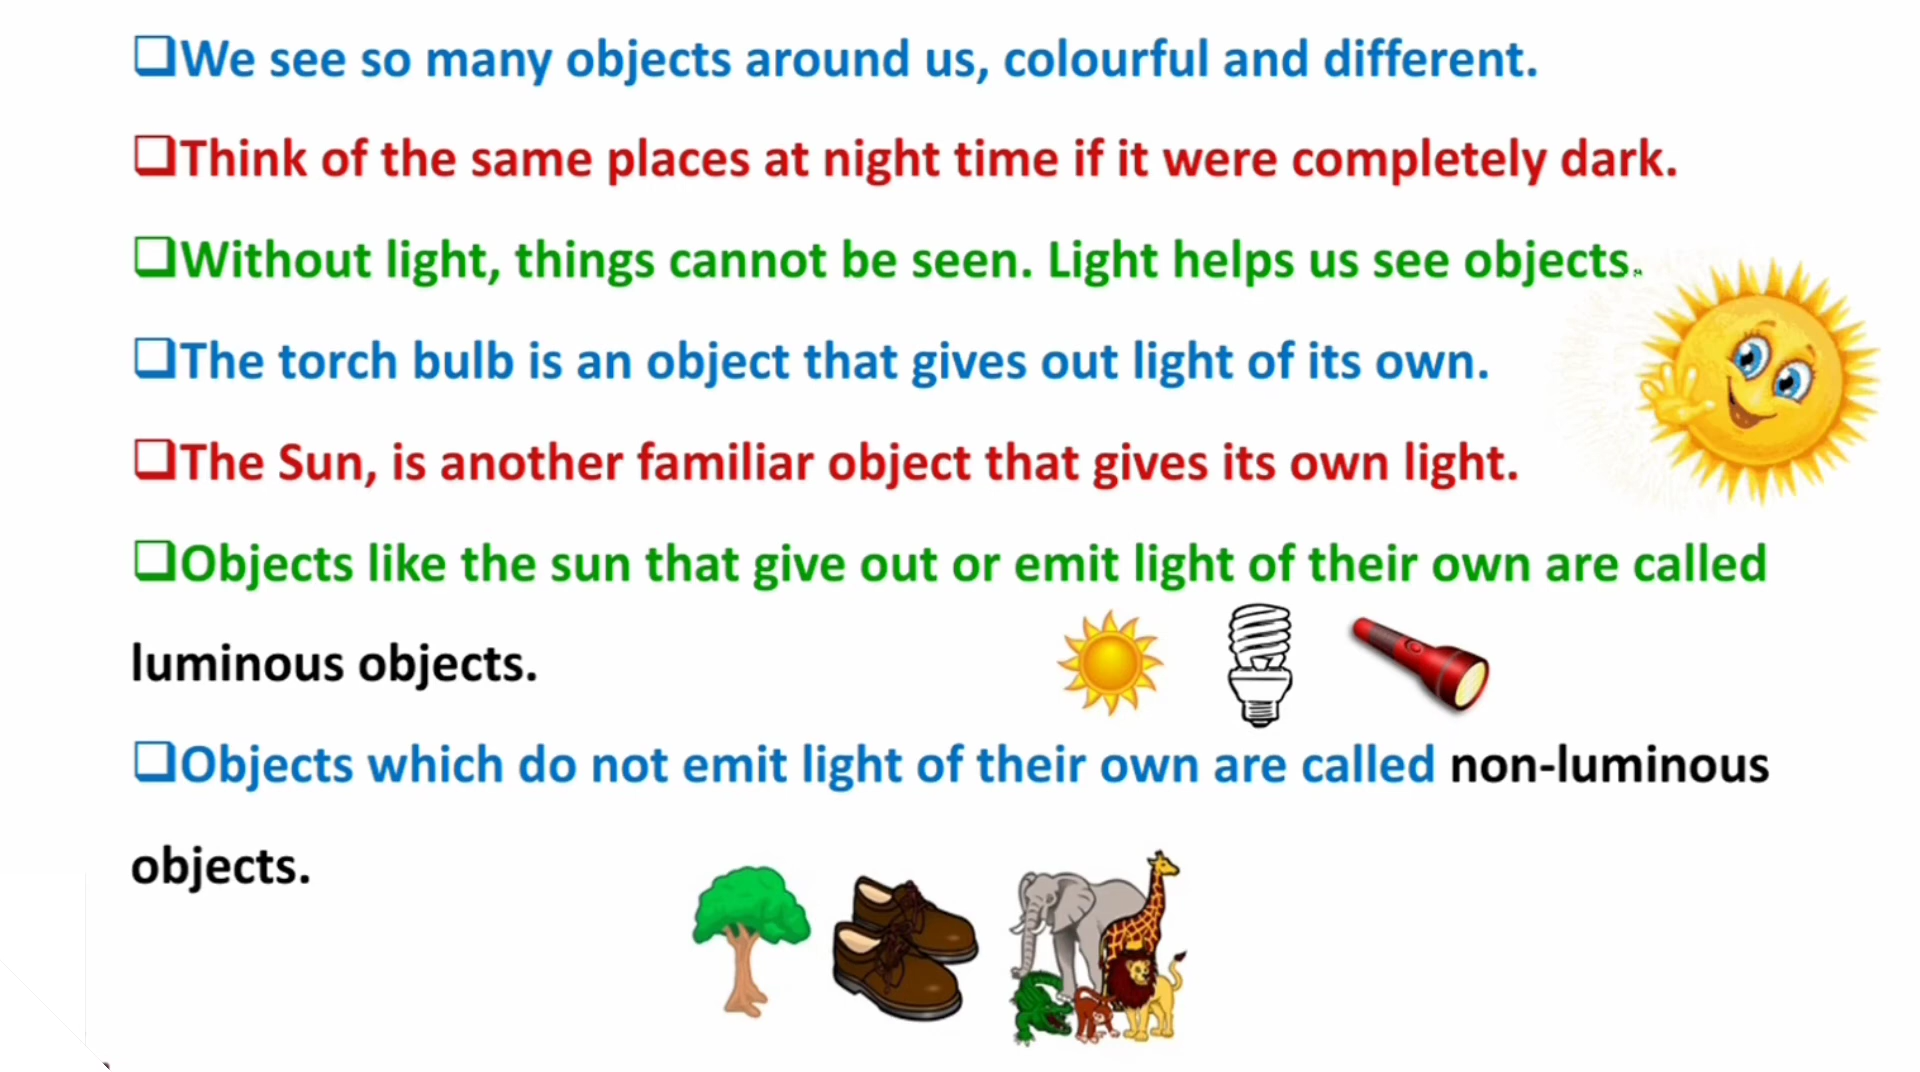 ❑We see so many objects around us, colourful and different.
❑Think of the same places at night time if it were completely dark.
❑Without light, things cannot be seen. Light helps us see objects.
❑The torch bulb is an object that gives out light of its own.
❑The Sun, is another familiar object that gives its own light.
❑Objects like the sun that give out or emit light of their own are called
luminous objects.
❑Objects which do not emit light of their own are called non-luminous
objects.